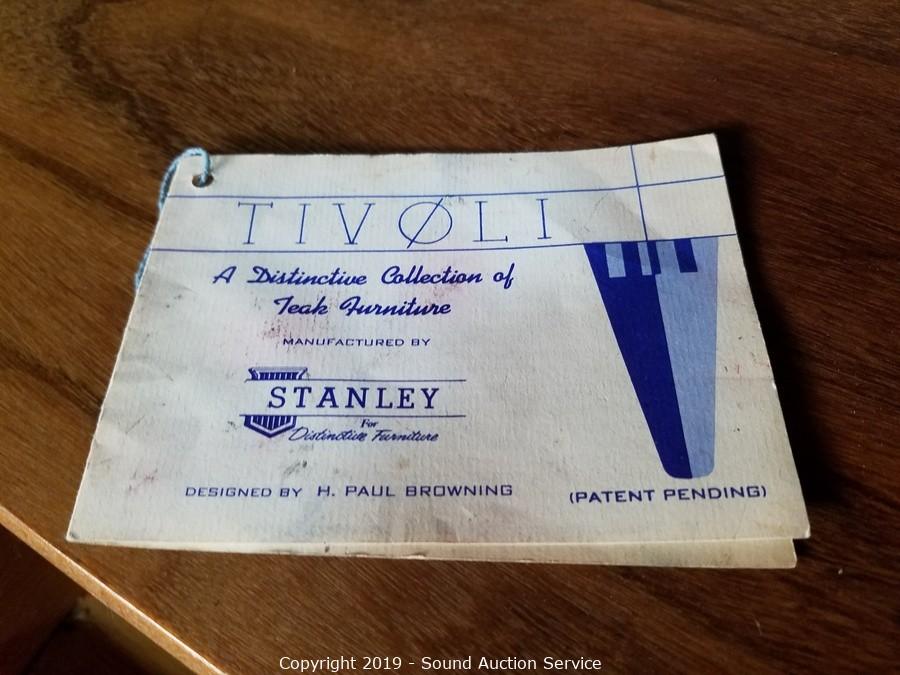 TIVØLI
A Distinctive Collection of
Teak Furniture
MANUFACTURED BY
STANLEY
For
Distinctive Furniture
DESIGNED BY H. PAUL BROWNING
(PATENT PENDING)
Copyright 2019 - Sound Auction Service